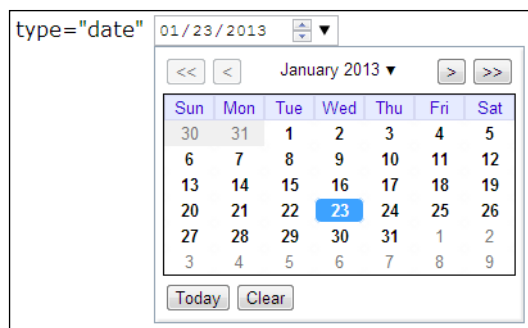 type="date" 01/23/2013 ▼
<< < January 2013 ▼ > >>
Sun Mon Tue Wed Thu Fri Sat
30 31 1 2 3 4 5
6 7 8 9 10 11 12
13 14 15 16 17 18 19
20 21 22 23 24 25 26
27 28 29 30 31 1 2
3 4 5 6 7 8 9
Today Clear